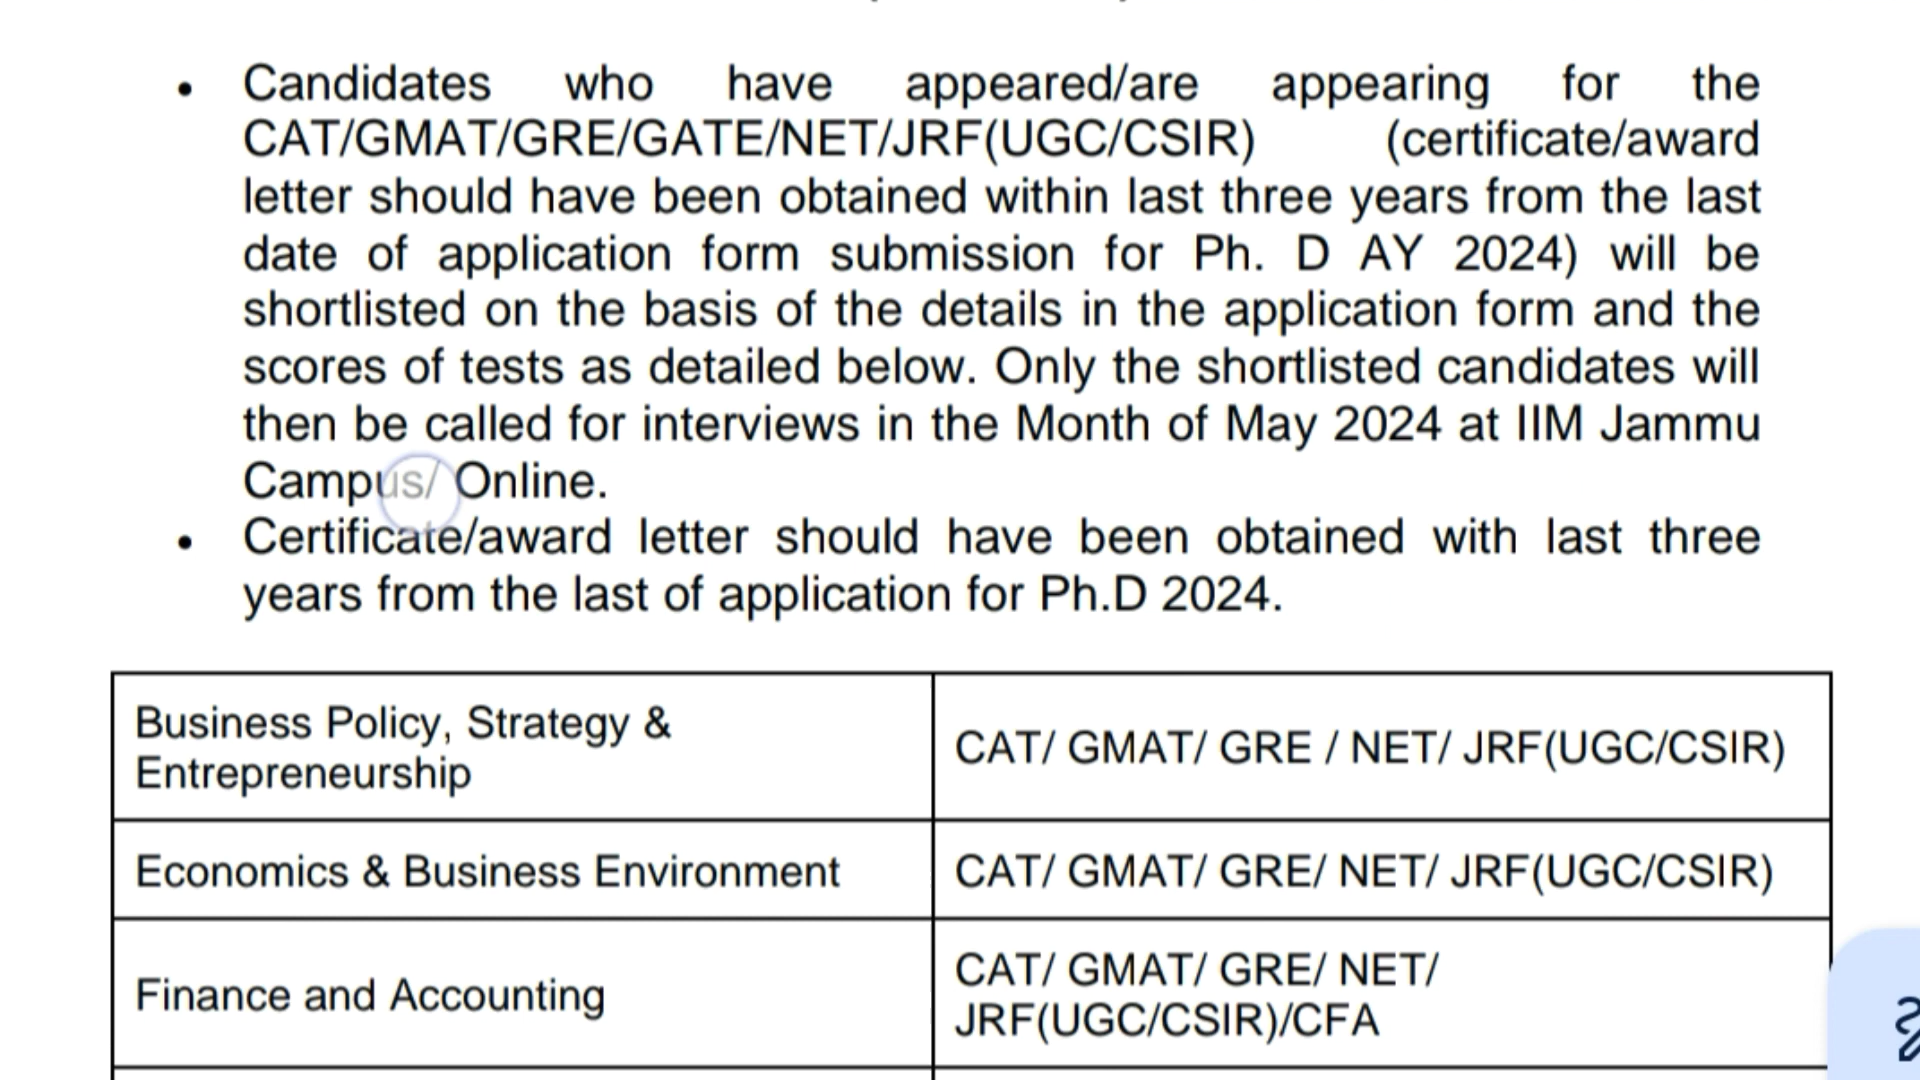 • Candidates who have appeared/are appearing for the
CAT/GMAT/GRE/GATE/NET/JRF(UGC/CSIR) (certificate/award
letter should have been obtained within last three years from the last
date of application form submission for Ph. D AY 2024) will be
shortlisted on the basis of the details in the application form and the
scores of tests as detailed below. Only the shortlisted candidates will
then be called for interviews in the Month of May 2024 at IIM Jammu
Campus/ Online.
• Certificate/award letter should have been obtained with last three
years from the last of application for Ph.D 2024.
Business Policy, Strategy &
Entrepreneurship
CAT/ GMAT/ GRE / NET/ JRF(UGC/CSIR)
Economics & Business Environment
CAT/ GMAT/ GRE/ NET/ JRF(UGC/CSIR)
Finance and Accounting
CAT/ GMAT/ GRE/ NET/
JRF(UGC/CSIR)/CFA